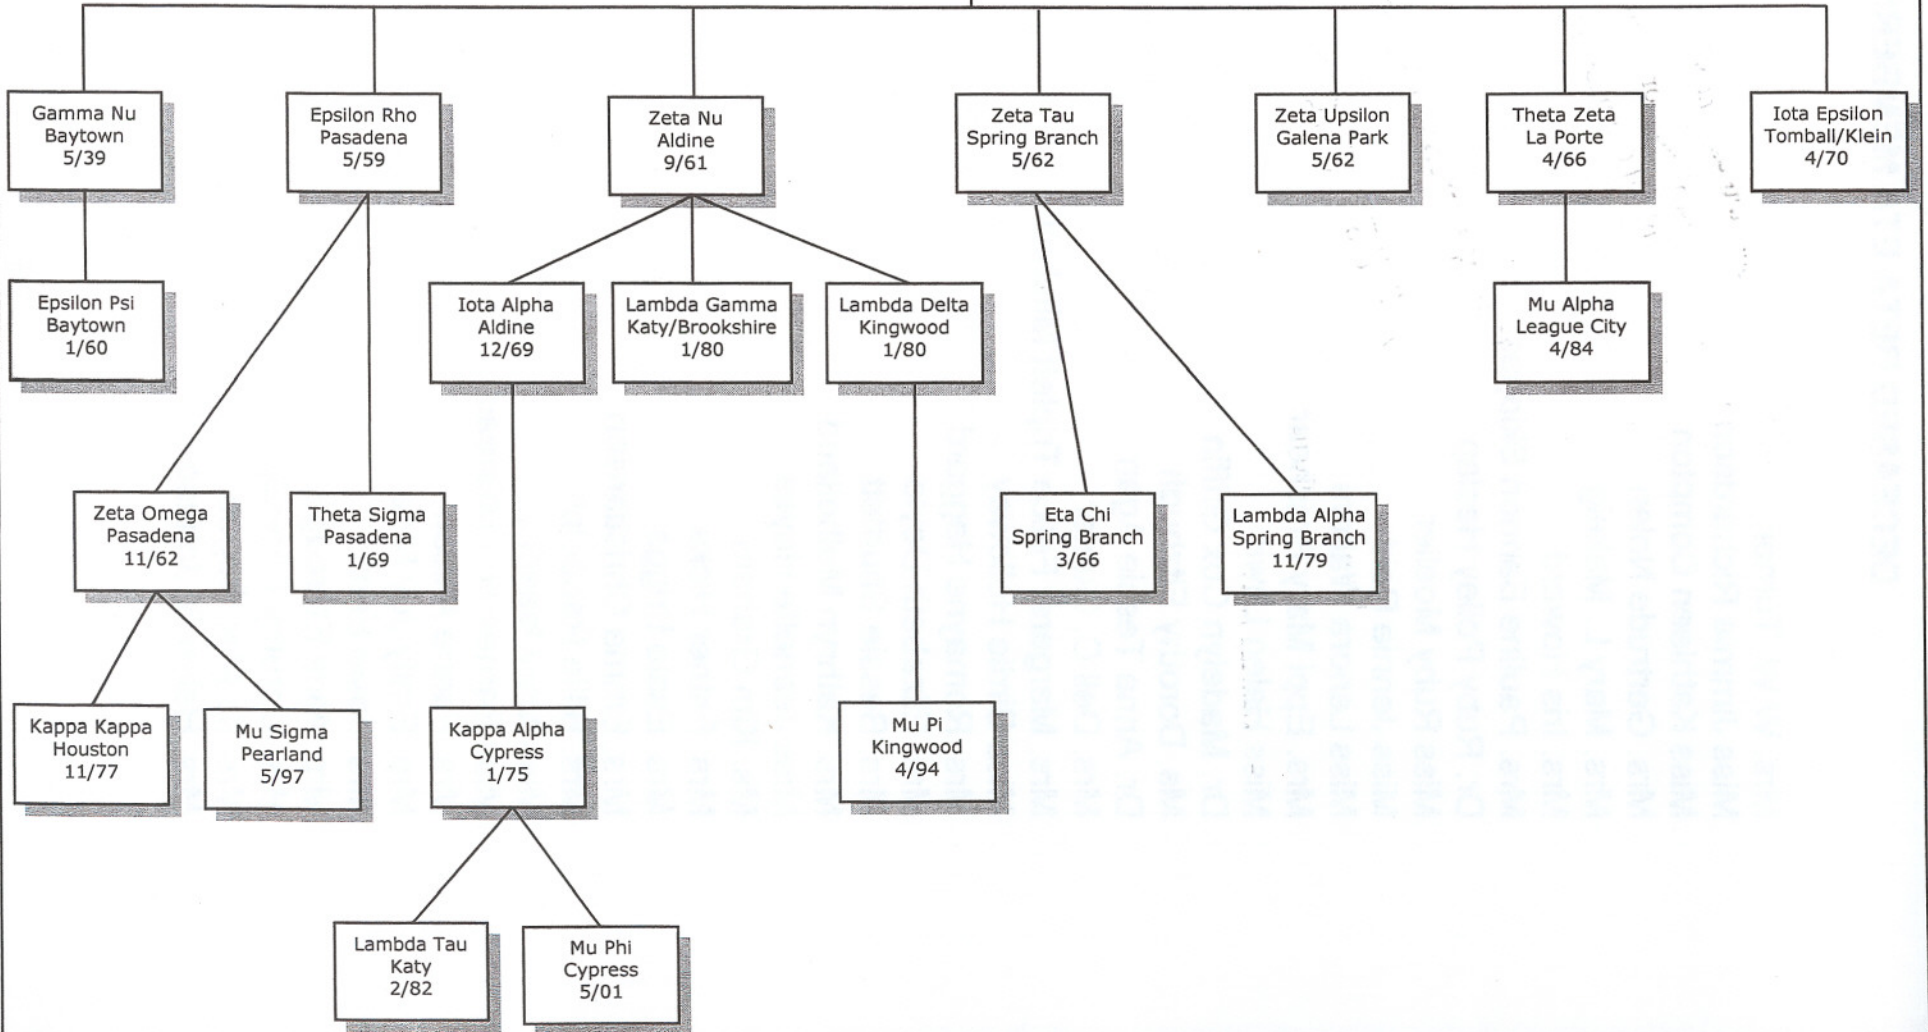 Gamma Nu
Baytown
5/39
Epsilon Rho
Pasadena
5/59
Zeta Nu
Aldine
9/61
Zeta Tau
Spring Branch
5/62
Zeta Upsilon
Galena Park
5/62
Theta Zeta
La Porte
4/66
Iota Epsilon
Tomball/Klein
4/70
Epsilon Psi
Baytown
1/60
Iota Alpha
Aldine
12/69
Lambda Gamma
Katy/Brookshire
1/80
Lambda Delta
Kingwood
1/80
Mu Alpha
League City
4/84
Zeta Omega
Pasadena
11/62
Theta Sigma
Pasadena
1/69
Eta Chi
Spring Branch
3/66
Lambda Alpha
Spring Branch
11/79
Kappa Kappa
Houston
11/77
Mu Sigma
Pearland
5/97
Kappa Alpha
Cypress
1/75
Mu Pi
Kingwood
4/94
Lambda Tau
Katy
2/82
Mu Phi
Cypress
5/01